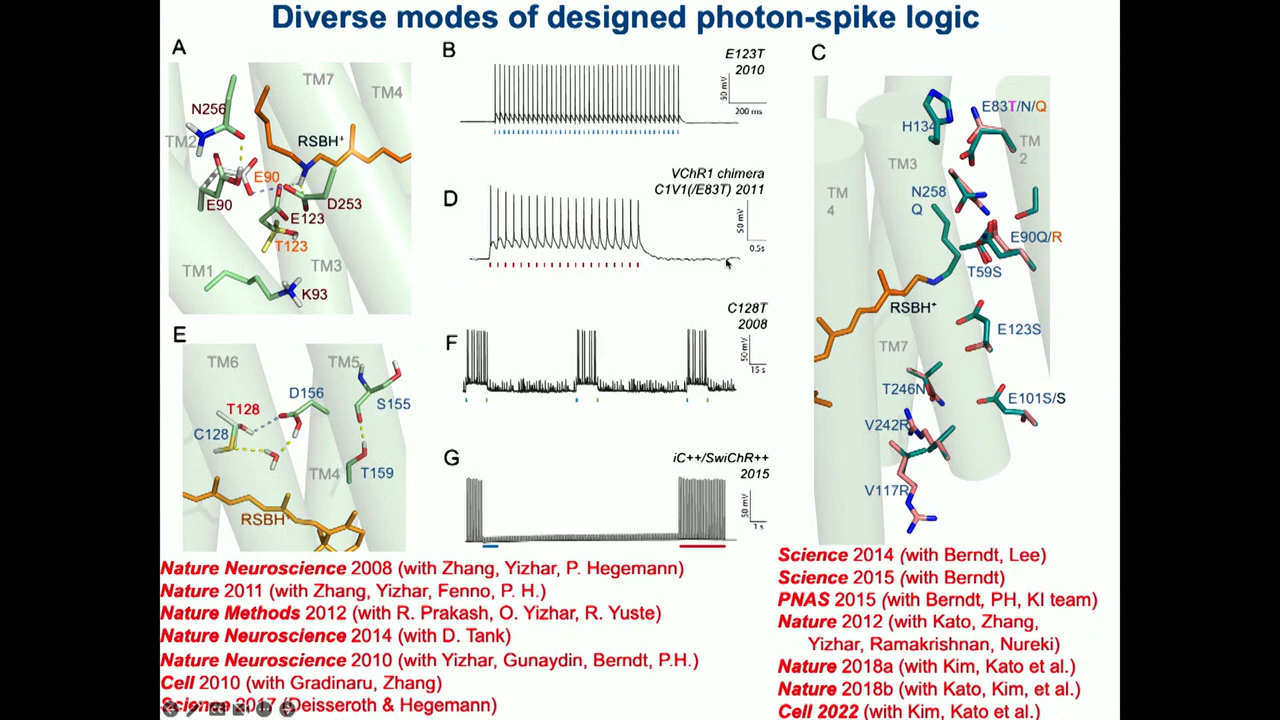 Diverse modes of designed photon-spike logic
A
TM7
TM4
N256
TM2
RSBH⁺
E90
E90
D253
E123
T123
TM1
TM3
K93
B
E123T
2010
50 mV
200 ms
D
VChR1 chimera
C1V1(/E83T) 2011
50 mV
0.5s
F
C128T
2008
50mV
15 s
G
iC++/SwiChR++
2015
50 mV
1 s
C
E83T/N/Q
H134
TM
2
TM3
TM
4
N258
Q
E90Q/R
T59S
RSBH⁺
E123S
TM7
T246N
E101S/S
V242R
V117R
E
TM6
TM5
D156
T128
S155
C128
TM4
T159
RSBH⁺
Nature Neuroscience 2008 (with Zhang, Yizhar, P. Hegemann)
Nature 2011 (with Zhang, Yizhar, Fenno, P. H.)
Nature Methods 2012 (with R. Prakash, O. Yizhar, R. Yuste)
Nature Neuroscience 2014 (with D. Tank)
Nature Neuroscience 2010 (with Yizhar, Gunaydin, Berndt, P.H.)
Cell 2010 (with Gradinaru, Zhang)
Science 2017 (Deisseroth & Hegemann)
Science 2014 (with Berndt, Lee)
Science 2015 (with Berndt)
PNAS 2015 (with Berndt, PH, KI team)
Nature 2012 (with Kato, Zhang,
Yizhar, Ramakrishnan, Nureki)
Nature 2018a (with Kim, Kato et al.)
Nature 2018b (with Kato, Kim, et al.)
Cell 2022 (with Kim, Kato et al.)